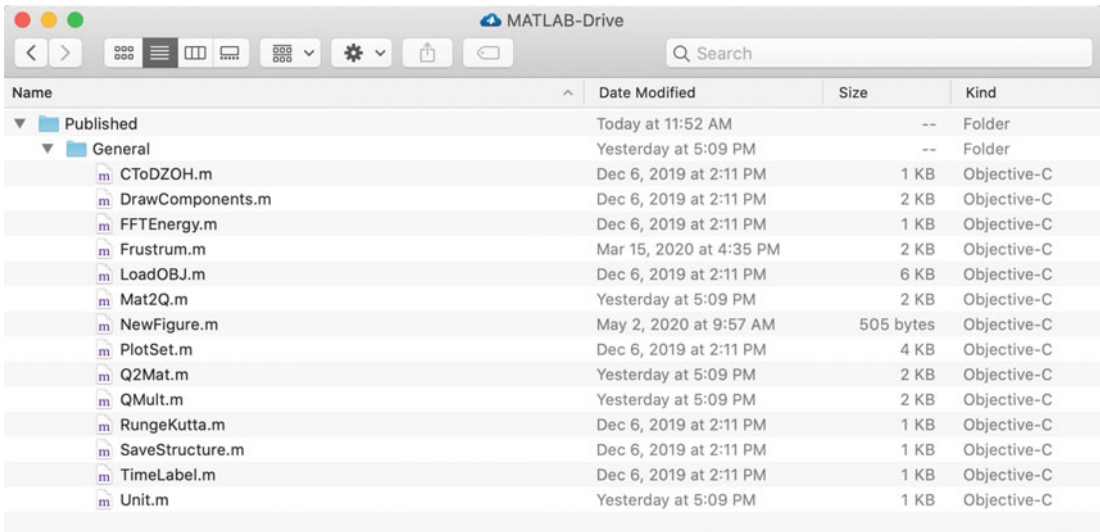 MATLAB-Drive
Search
Name Date Modified Size Kind
Published Today at 11:52 AM -- Folder
General Yesterday at 5:09 PM -- Folder
m CToDZOH.m Dec 6, 2019 at 2:11 PM 1 KB Objective-C
m DrawComponents.m Dec 6, 2019 at 2:11 PM 2 KB Objective-C
m FFTEnergy.m Dec 6, 2019 at 2:11 PM 1 KB Objective-C
m Frustrum.m Mar 15, 2020 at 4:35 PM 2 KB Objective-C
m LoadOBJ.m Dec 6, 2019 at 2:11 PM 6 KB Objective-C
m Mat2Q.m Yesterday at 5:09 PM 2 KB Objective-C
m NewFigure.m May 2, 2020 at 9:57 AM 505 bytes Objective-C
m PlotSet.m Dec 6, 2019 at 2:11 PM 4 KB Objective-C
m Q2Mat.m Yesterday at 5:09 PM 2 KB Objective-C
m QMult.m Yesterday at 5:09 PM 2 KB Objective-C
m RungeKutta.m Dec 6, 2019 at 2:11 PM 1 KB Objective-C
m SaveStructure.m Dec 6, 2019 at 2:11 PM 1 KB Objective-C
m TimeLabel.m Dec 6, 2019 at 2:11 PM 1 KB Objective-C
m Unit.m Yesterday at 5:09 PM 1 KB Objective-C